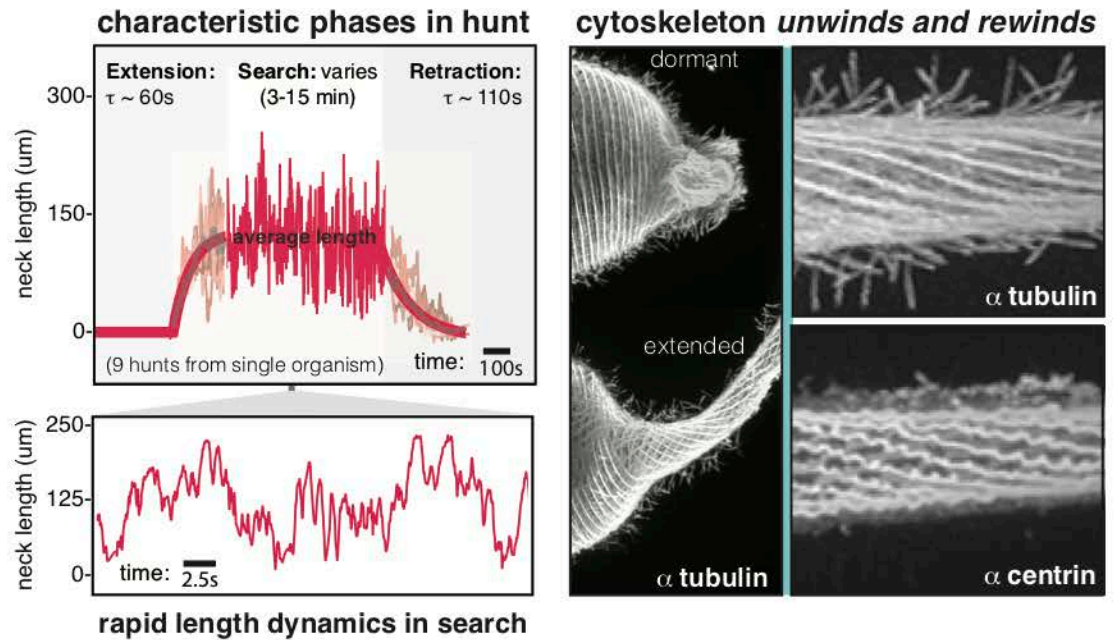 characteristic phases in hunt
Extension:
τ ~ 60s
Search: varies
(3-15 min)
Retraction:
τ ~ 110s
neck length (um)
300-
150-
0-
average length
(9 hunts from single organism)
time:
100s
neck length (um)
250-
125-
0-
time:
2.5s
rapid length dynamics in search
cytoskeleton unwinds and rewinds
dormant
extended
α tubulin
α tubulin
α centrin